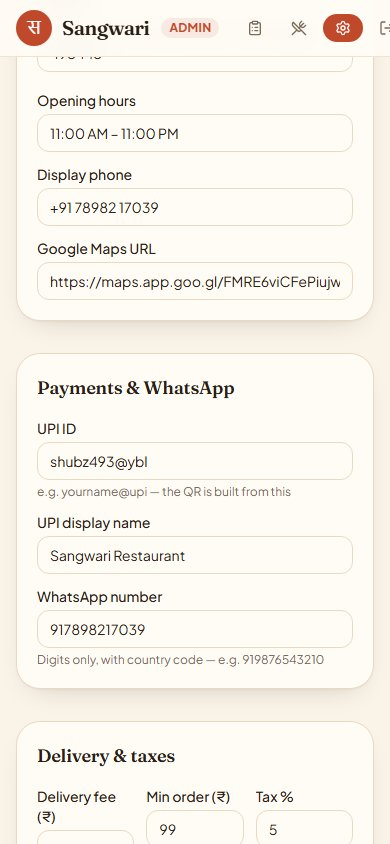 स Sangwari ADMIN
Opening hours
11:00 AM – 11:00 PM
Display phone
+91 78982 17039
Google Maps URL
https://maps.app.goo.gl/FMRE6viCFePiujw
Payments & WhatsApp
UPI ID
shubz493@ybl
e.g. yourname@upi — the QR is built from this
UPI display name
Sangwari Restaurant
WhatsApp number
917898217039
Digits only, with country code — e.g. 919876543210
Delivery & taxes
Delivery fee (₹) Min order (₹) Tax %
99 5